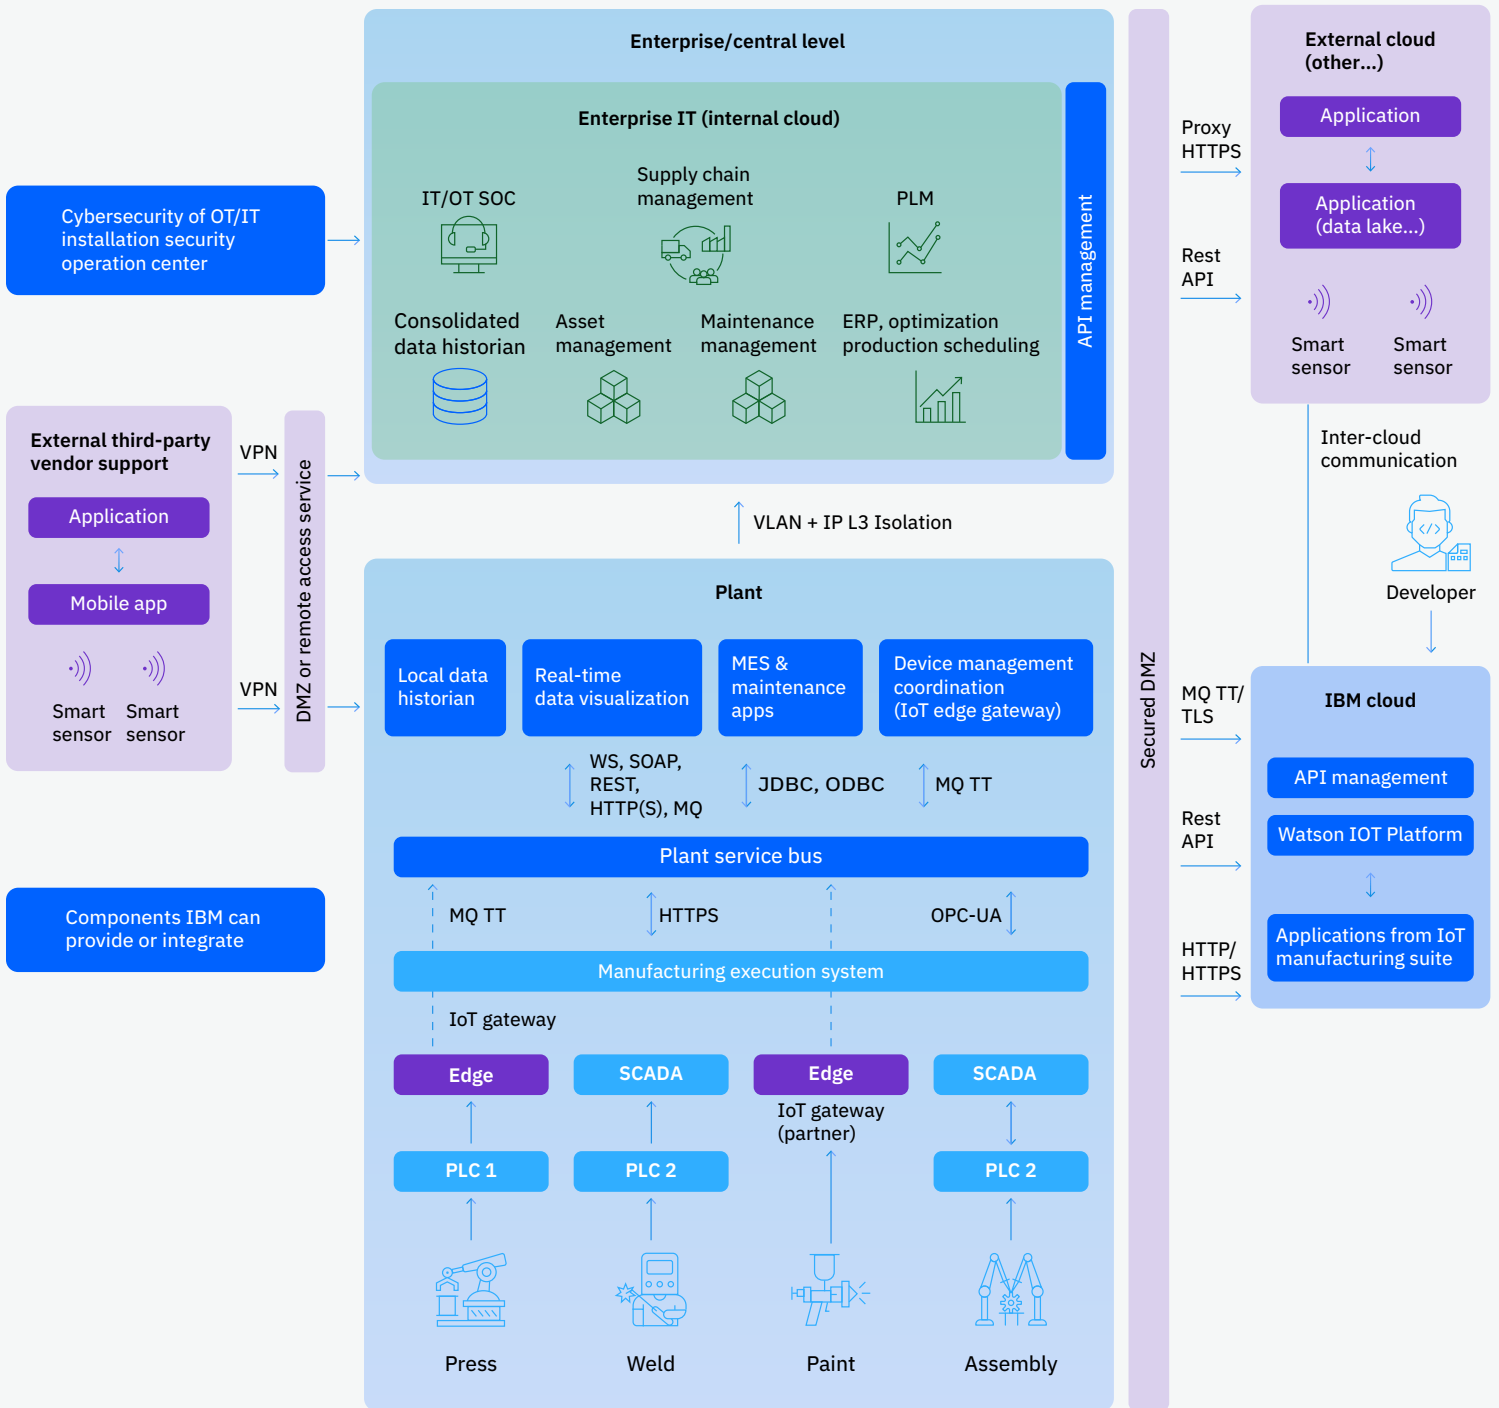 Enterprise/central level
Enterprise IT (internal cloud)
IT/OT SOC
Supply chain
management
PLM
Consolidated
data historian
Asset
management
Maintenance
management
ERP, optimization
production scheduling
API management
Cybersecurity of OT/IT
installation security
operation center
External third-party
vendor support
Application
Mobile app
Smart
sensor
Smart
sensor
VPN
VPN
DMZ or remote access service
Components IBM can
provide or integrate
VLAN + IP L3 Isolation
Plant
Local data
historian
Real-time
data visualization
MES &
maintenance
apps
Device management
coordination
(IoT edge gateway)
WS, SOAP,
REST,
HTTP(S), MQ
JDBC, ODBC
MQ TT
Plant service bus
MQ TT
HTTPS
OPC-UA
Manufacturing execution system
IoT gateway
Edge
SCADA
Edge
SCADA
IoT gateway
(partner)
PLC 1
PLC 2
PLC 2
Press
Weld
Paint
Assembly
Secured DMZ
Proxy
HTTPS
Rest
API
External cloud
(other...)
Application
Application
(data lake...)
Smart
sensor
Smart
sensor
Inter-cloud
communication
</>
Developer
MQ TT/
TLS
Rest
API
HTTP/
HTTPS
IBM cloud
API management
Watson IOT Platform
Applications from IoT
manufacturing suite